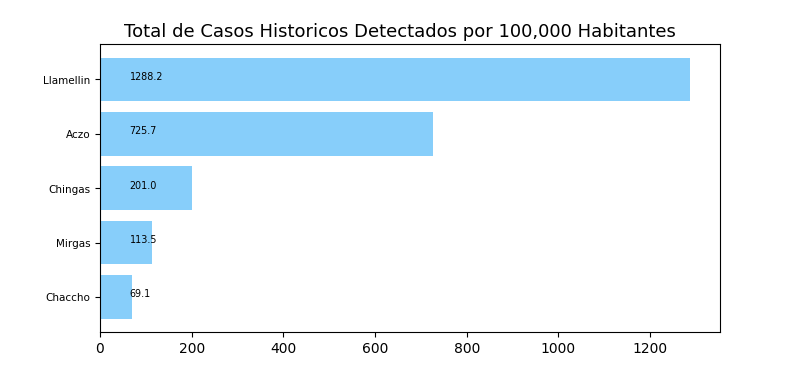 Total de Casos Historicos Detectados por 100,000 Habitantes
Llamellin 1288.2
Aczo 725.7
Chingas 201.0
Mirgas 113.5
Chaccho 69.1
0 200 400 600 800 1000 1200